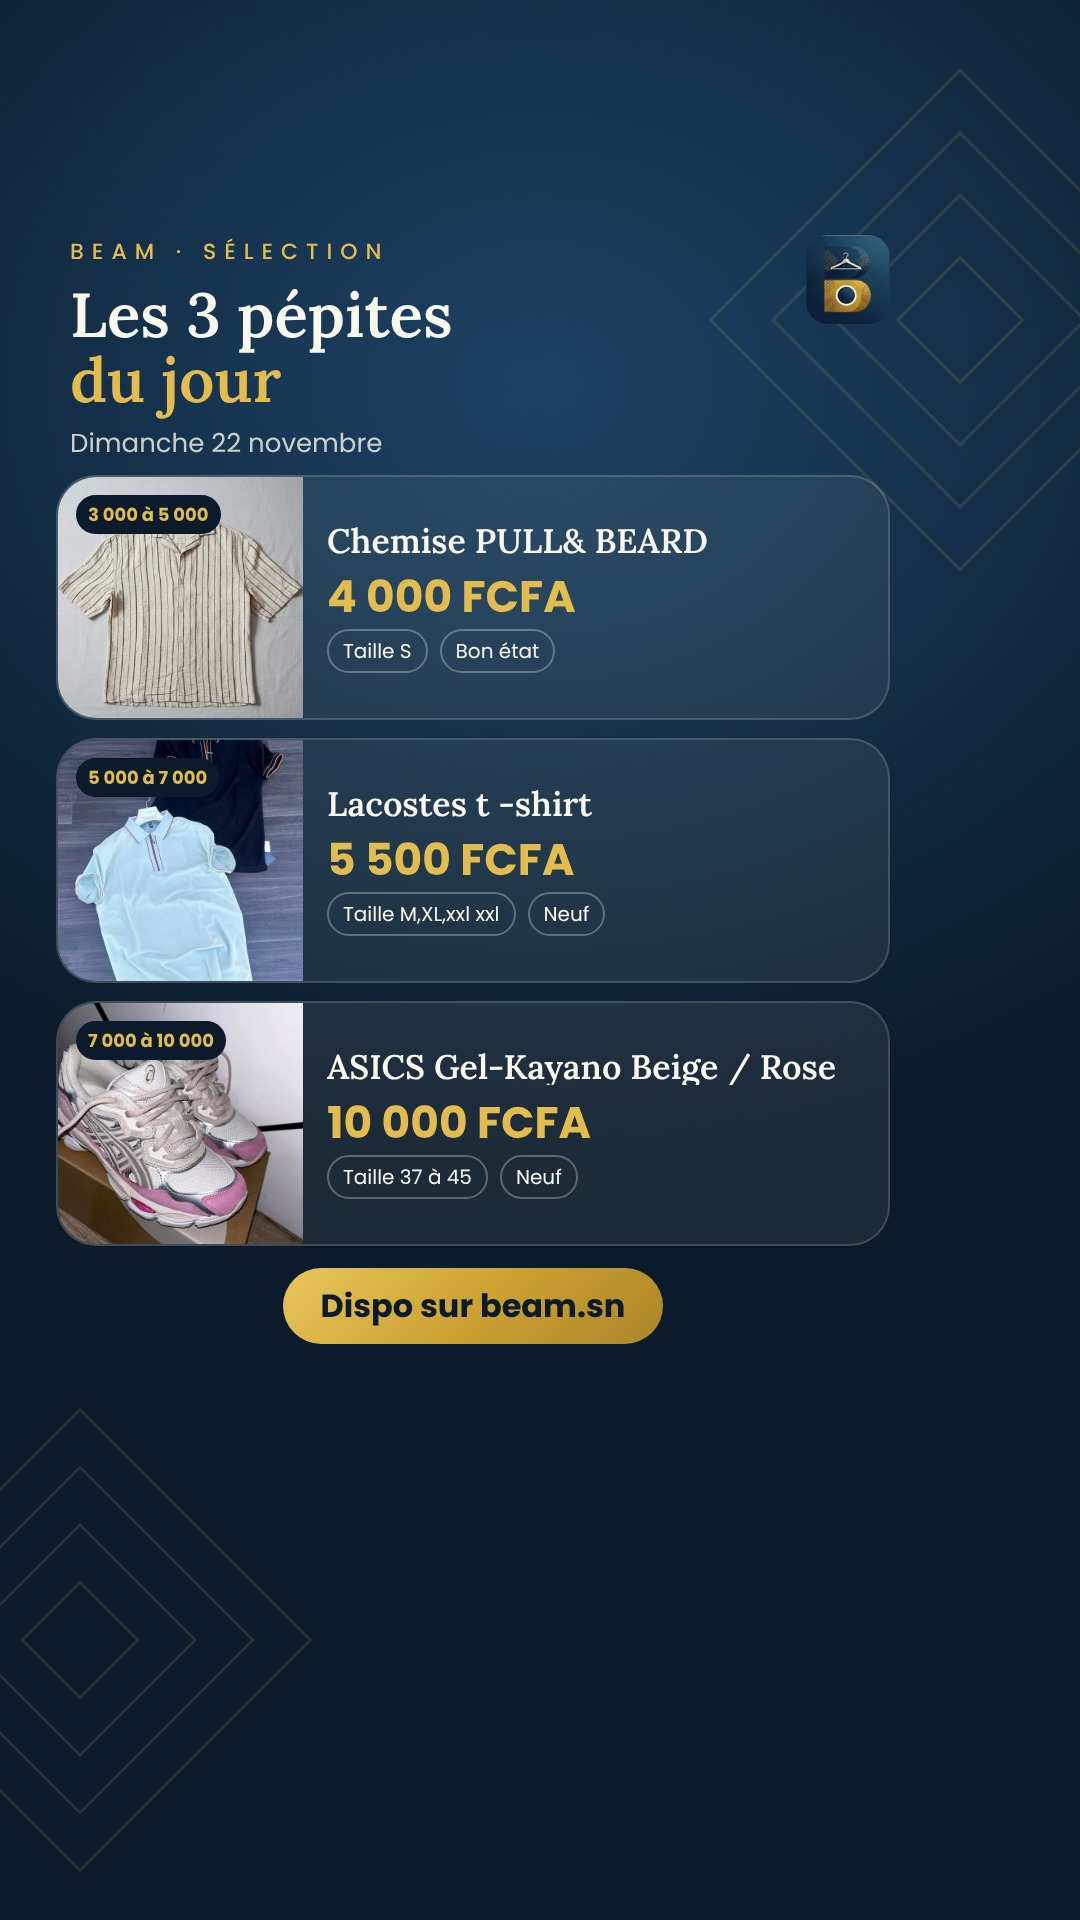 BEAM · SÉLECTION
Les 3 pépites
du jour
Dimanche 22 novembre
3 000 à 5 000
Chemise PULL& BEARD
4 000 FCFA
Taille S
Bon état
5 000 à 7 000
Lacostes t -shirt
5 500 FCFA
Taille M,XL,xxl xxl
Neuf
7 000 à 10 000
ASICS Gel-Kayano Beige / Rose
10 000 FCFA
Taille 37 à 45
Neuf
Dispo sur beam.sn